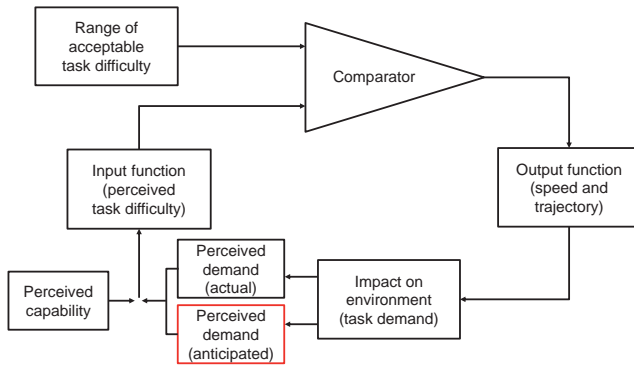 Range of
acceptable
task difficulty
Comparator
Input function
(perceived
task difficulty)
Output function
(speed and
trajectory)
Perceived
demand
(actual)
Impact on
environment
(task demand)
Perceived
capability
Perceived
demand
(anticipated)